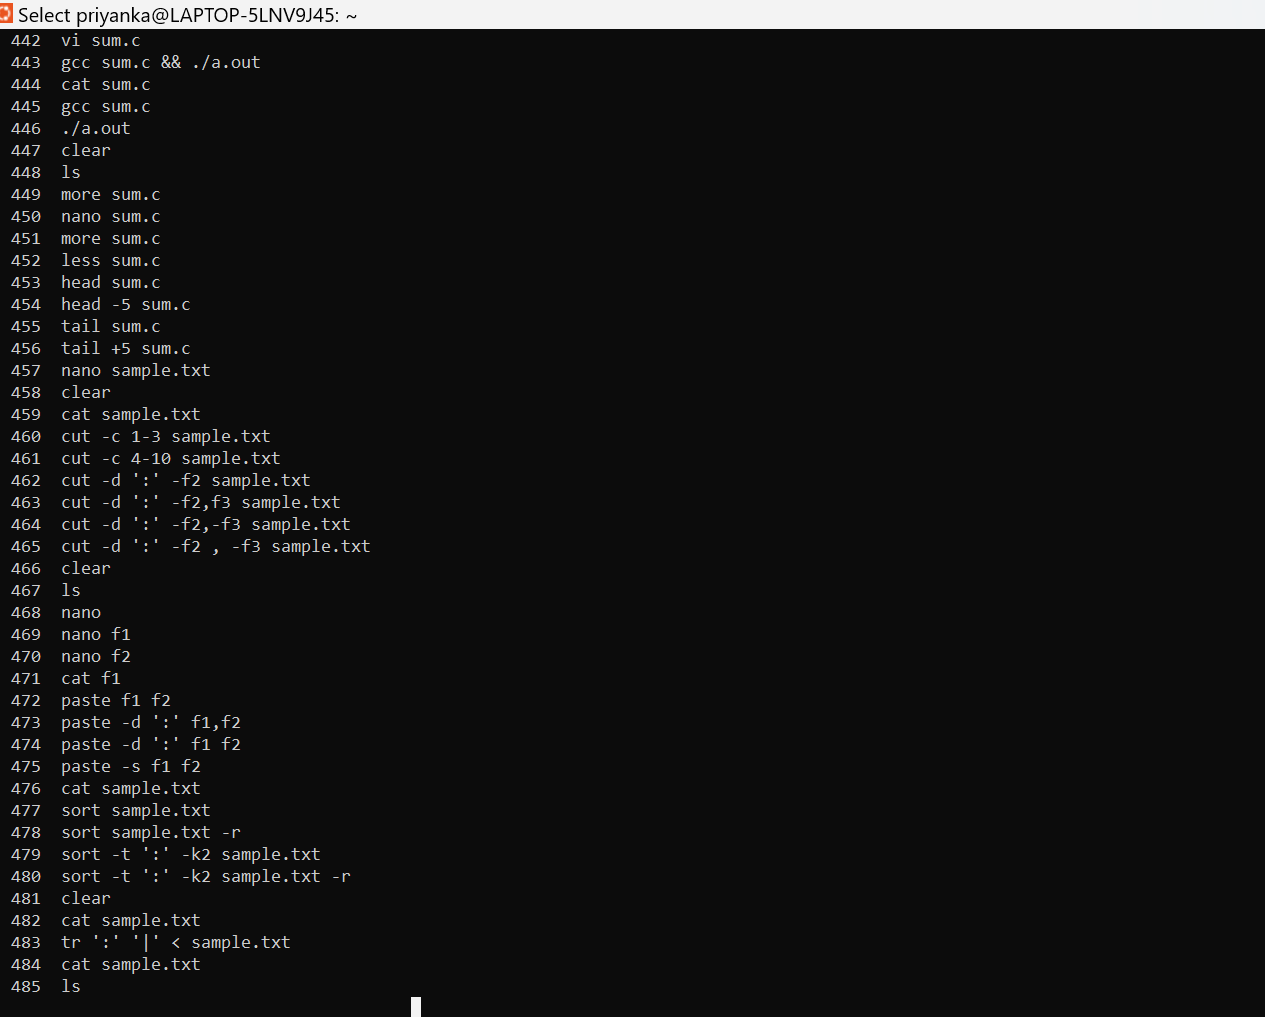 Select priyanka@LAPTOP-5LNV9J45: ~
442 vi sum.c
443 gcc sum.c && ./a.out
444 cat sum.c
445 gcc sum.c
446 ./a.out
447 clear
448 ls
449 more sum.c
450 nano sum.c
451 more sum.c
452 less sum.c
453 head sum.c
454 head -5 sum.c
455 tail sum.c
456 tail +5 sum.c
457 nano sample.txt
458 clear
459 cat sample.txt
460 cut -c 1-3 sample.txt
461 cut -c 4-10 sample.txt
462 cut -d ':' -f2 sample.txt
463 cut -d ':' -f2,f3 sample.txt
464 cut -d ':' -f2,-f3 sample.txt
465 cut -d ':' -f2 , -f3 sample.txt
466 clear
467 ls
468 nano
469 nano f1
470 nano f2
471 cat f1
472 paste f1 f2
473 paste -d ':' f1,f2
474 paste -d ':' f1 f2
475 paste -s f1 f2
476 cat sample.txt
477 sort sample.txt
478 sort sample.txt -r
479 sort -t ':' -k2 sample.txt
480 sort -t ':' -k2 sample.txt -r
481 clear
482 cat sample.txt
483 tr ':' '|' < sample.txt
484 cat sample.txt
485 ls